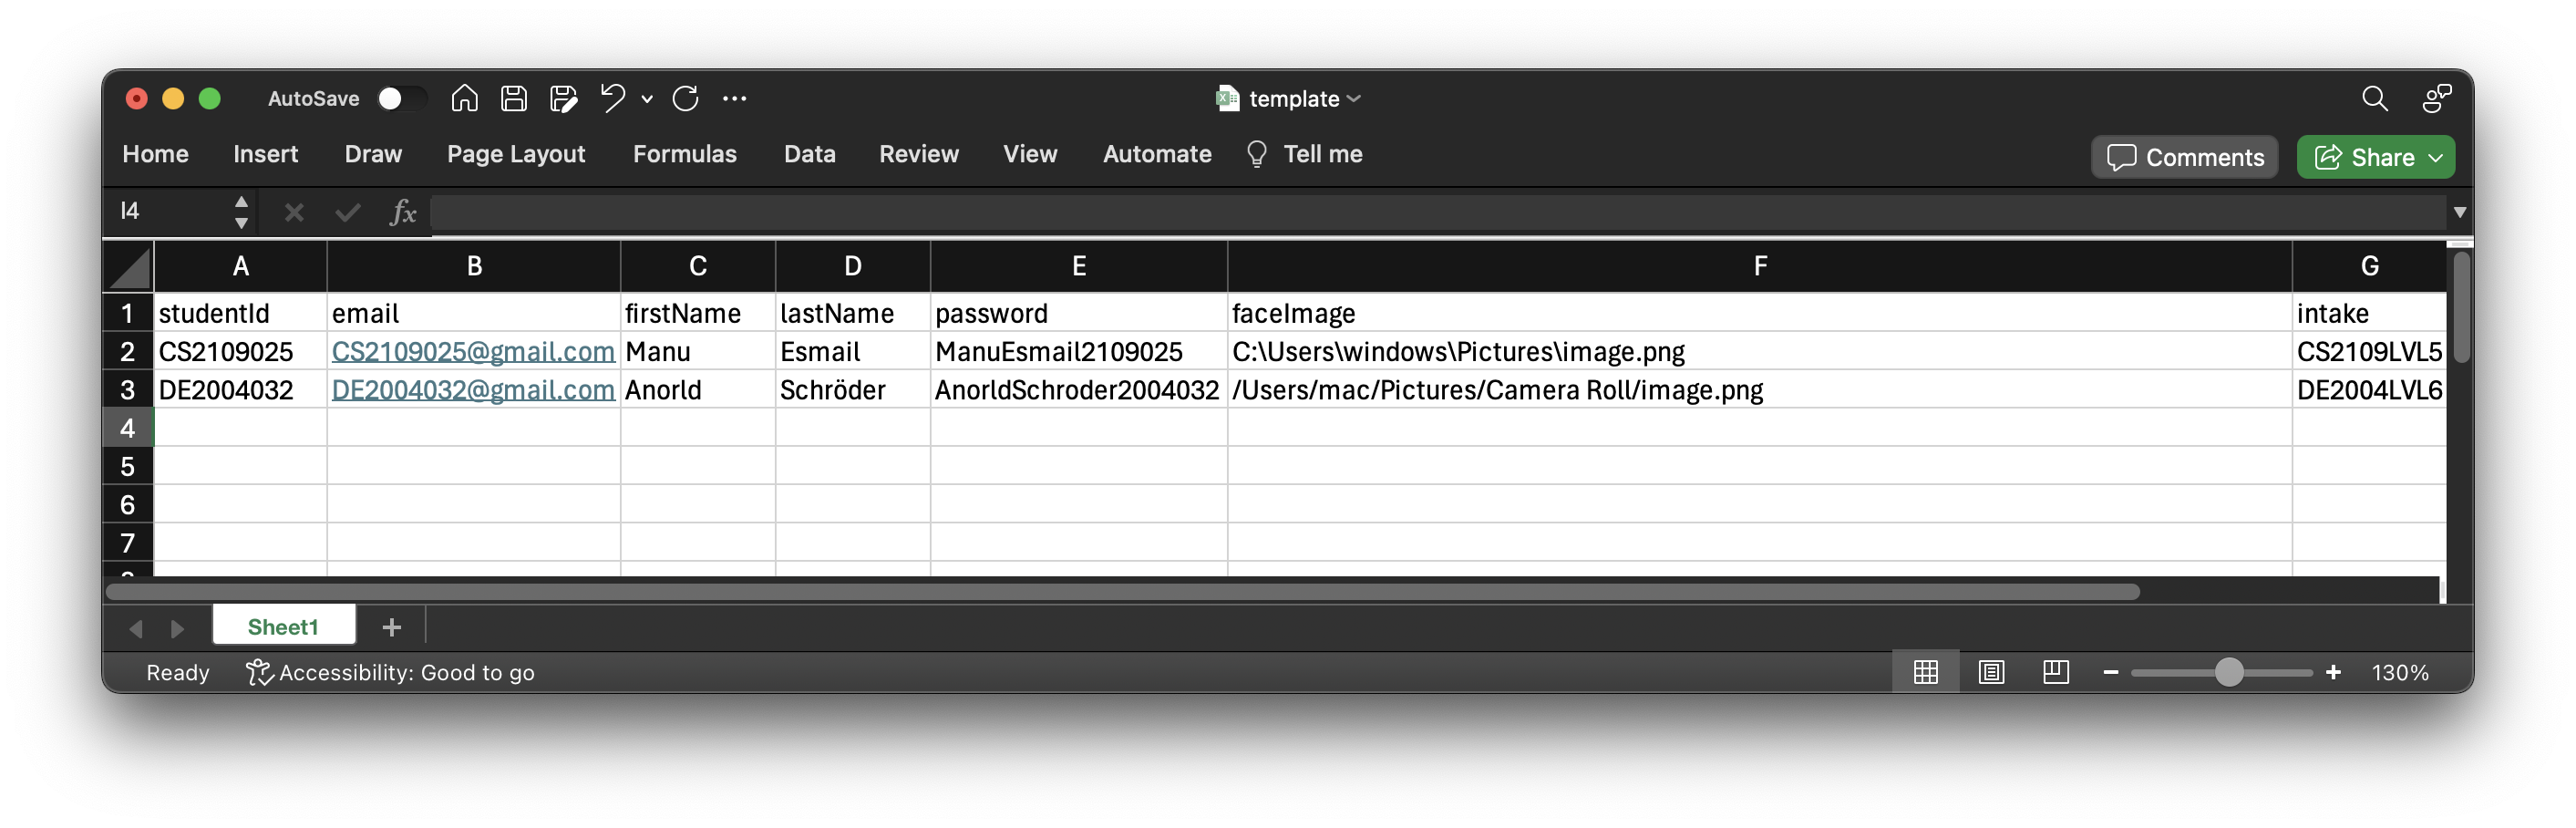 AutoSave template
Home Insert Draw Page Layout Formulas Data Review View Automate Tell me Comments Share
I4 fx
A B C D E F G
1 studentId email firstName lastName password faceImage intake
2 CS2109025 CS2109025@gmail.com Manu Esmail ManuEsmail2109025 C:\Users\windows\Pictures\image.png CS2109LVL5
3 DE2004032 DE2004032@gmail.com Anorld Schröder AnorldSchroder2004032 /Users/mac/Pictures/Camera Roll/image.png DE2004LVL6
4
5
6
7
Sheet1
Ready Accessibility: Good to go 130%